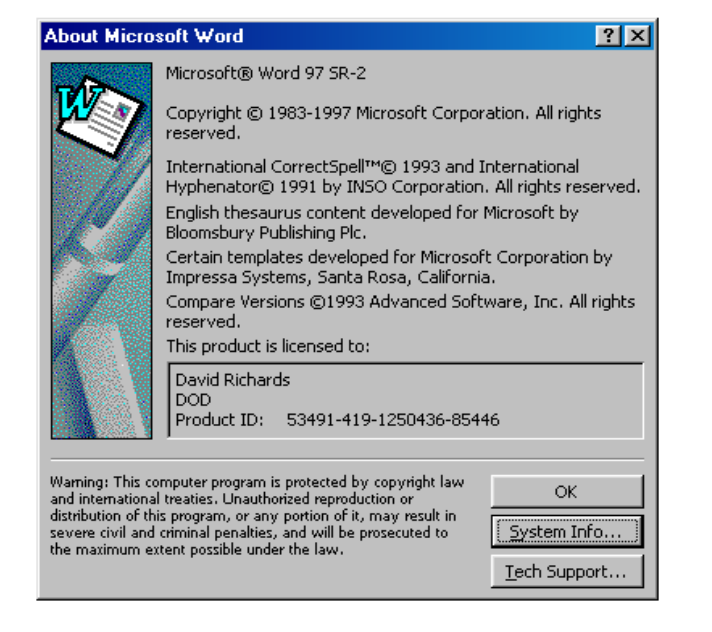 About Microsoft Word
? ×
W
Microsoft® Word 97 SR-2
Copyright © 1983-1997 Microsoft Corporation. All rights
reserved.
International CorrectSpell™© 1993 and International
Hyphenator© 1991 by INSO Corporation. All rights reserved.
English thesaurus content developed for Microsoft by
Bloomsbury Publishing Plc.
Certain templates developed for Microsoft Corporation by
Impressa Systems, Santa Rosa, California.
Compare Versions ©1993 Advanced Software, Inc. All rights
reserved.
This product is licensed to:
David Richards
DOD
Product ID: 53491-419-1250436-85446
Warning: This computer program is protected by copyright law
and international treaties. Unauthorized reproduction or
distribution of this program, or any portion of it, may result in
severe civil and criminal penalties, and will be prosecuted to
the maximum extent possible under the law.
OK
System Info...
Tech Support...